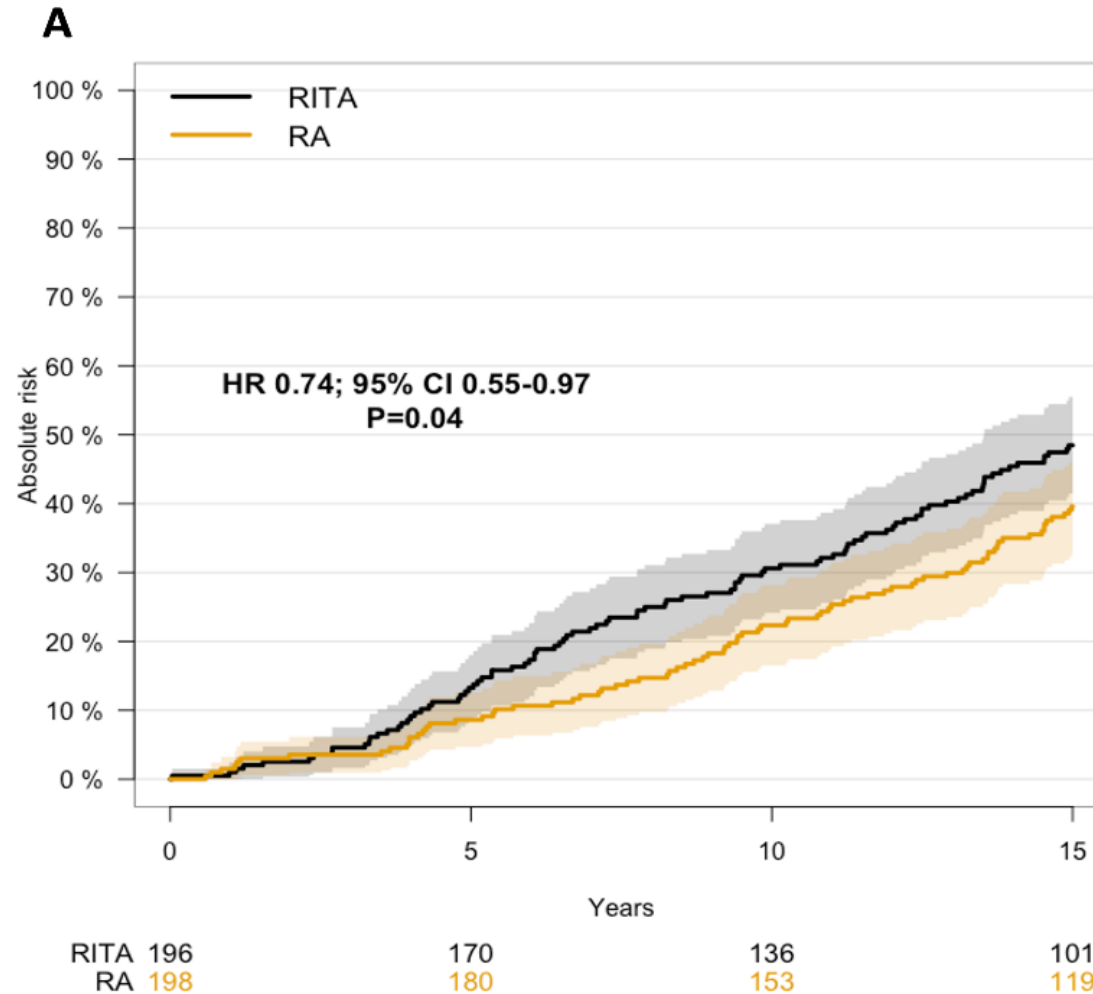 A
100 %
90 %
80 %
70 %
60 %
50 %
40 %
30 %
20 %
10 %
0 %
Absolute risk
RITA
RA
HR 0.74; 95% CI 0.55-0.97
P=0.04
0 5 10 15
Years
RITA 196 170 136 101
RA 198 180 153 119